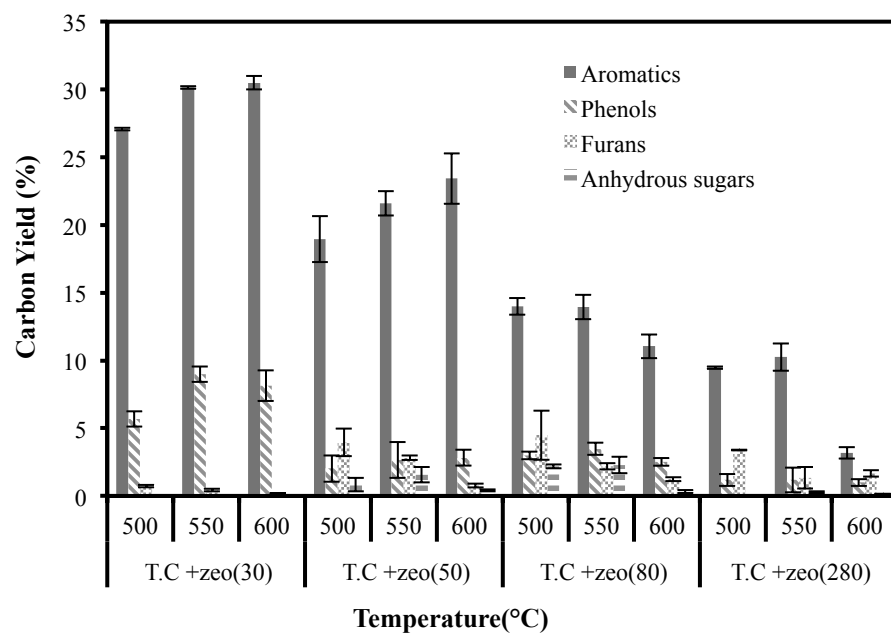 35
30
25
20
15
10
5
0
Carbon Yield (%)
Aromatics
Phenols
Furans
Anhydrous sugars
500 550 600 500 550 600 500 550 600 500 550 600
T.C +zeo(30) T.C +zeo(50) T.C +zeo(80) T.C +zeo(280)
Temperature(°C)